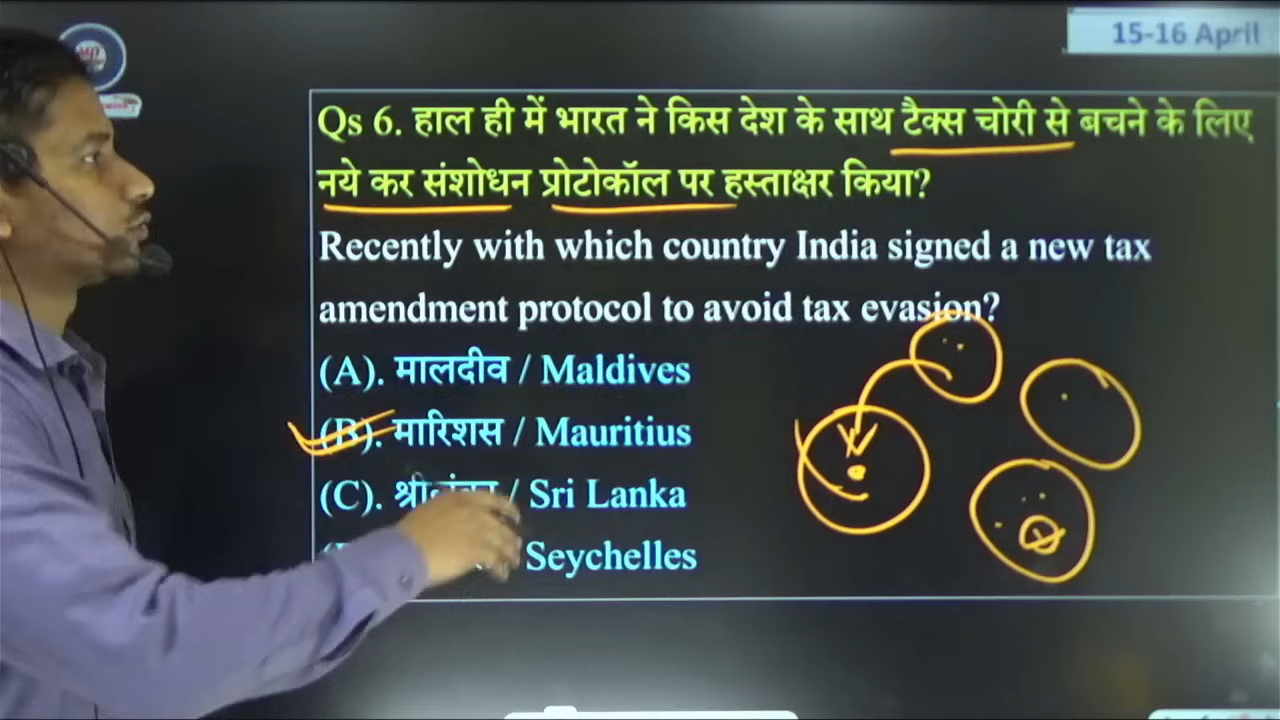 15-16 April
Qs 6. हाल ही में भारत ने किस देश के साथ टैक्स चोरी से बचने के लिए
नये कर संशोधन प्रोटोकॉल पर हस्ताक्षर किया?
Recently with which country India signed a new tax
amendment protocol to avoid tax evasion?
(A). मालदीव / Maldives
(B). मारिशस / Mauritius
(C). / Sri Lanka
Seychelles